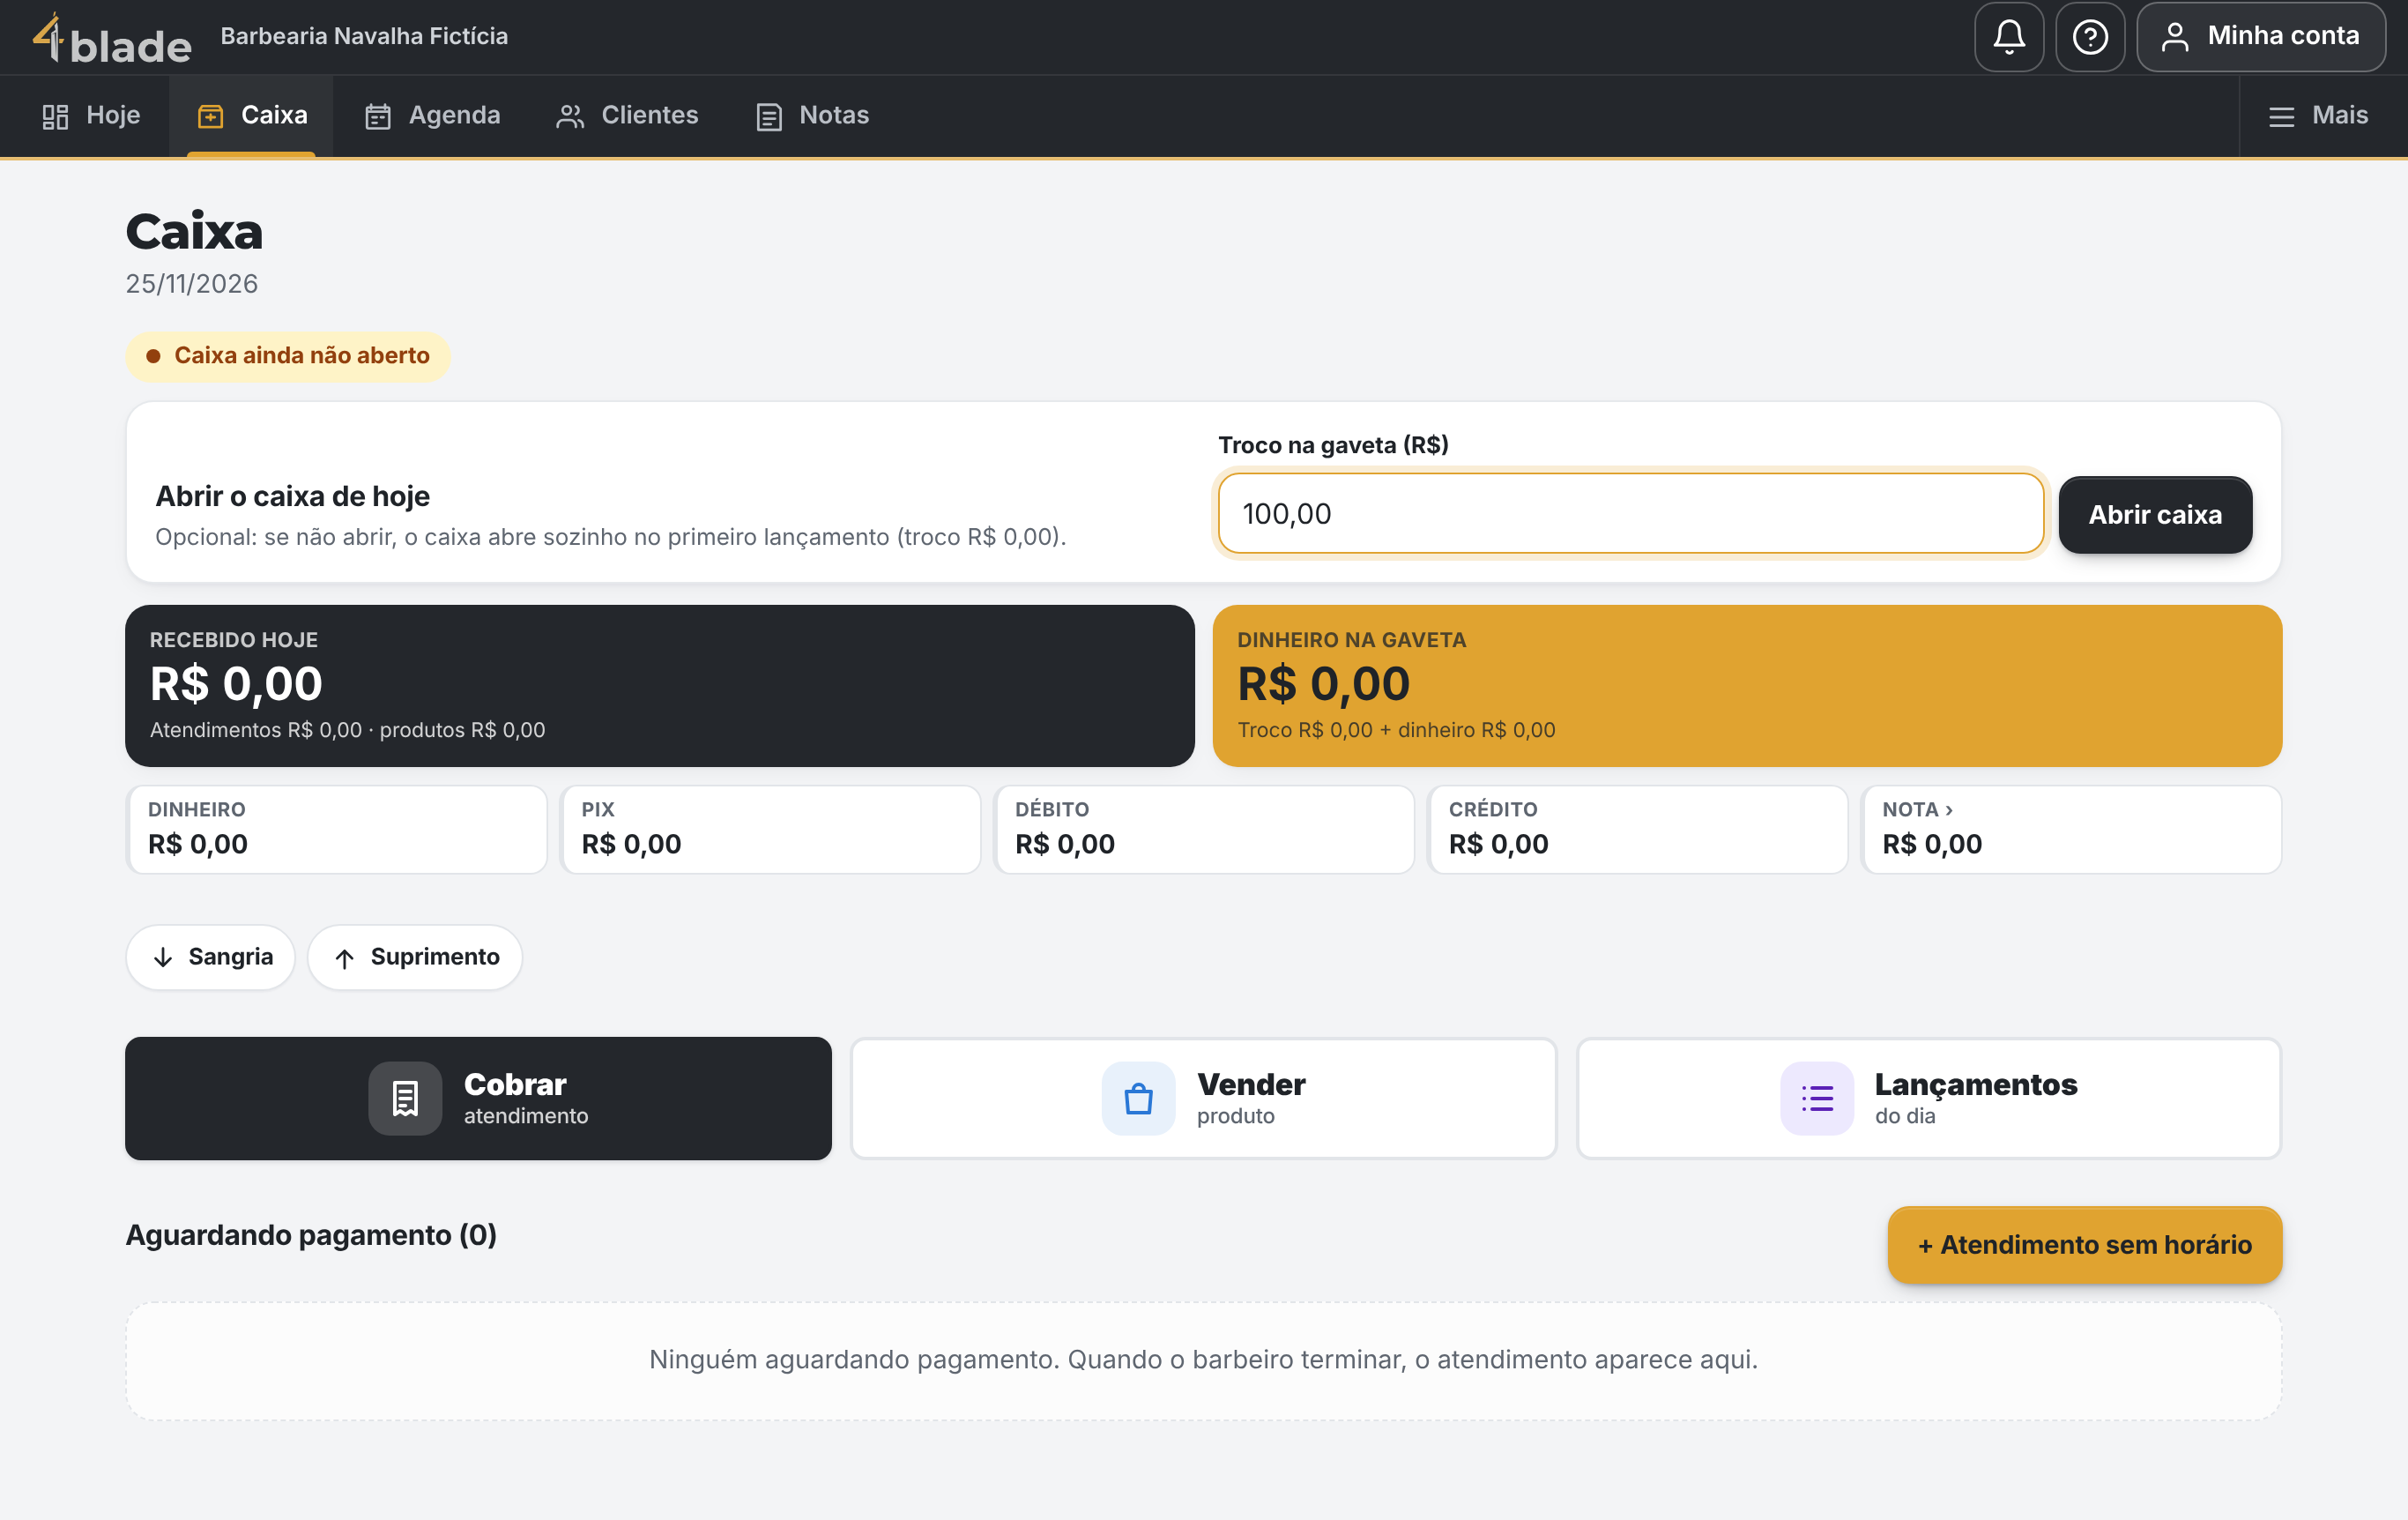 4blade
Barbearia Navalha Fictícia
Minha conta
Hoje
Caixa
Agenda
Clientes
Notas
Mais
Caixa
25/11/2026
Caixa ainda não aberto
Abrir o caixa de hoje
Opcional: se não abrir, o caixa abre sozinho no primeiro lançamento (troco R$ 0,00).
Troco na gaveta (R$)
100,00
Abrir caixa
RECEBIDO HOJE
R$ 0,00
Atendimentos R$ 0,00 · produtos R$ 0,00
DINHEIRO NA GAVETA
R$ 0,00
Troco R$ 0,00 + dinheiro R$ 0,00
DINHEIRO
R$ 0,00
PIX
R$ 0,00
DÉBITO
R$ 0,00
CRÉDITO
R$ 0,00
NOTA ›
R$ 0,00
↓ Sangria
↑ Suprimento
Cobrar
atendimento
Vender
produto
Lançamentos
do dia
Aguardando pagamento (0)
+ Atendimento sem horário
Ninguém aguardando pagamento. Quando o barbeiro terminar, o atendimento aparece aqui.